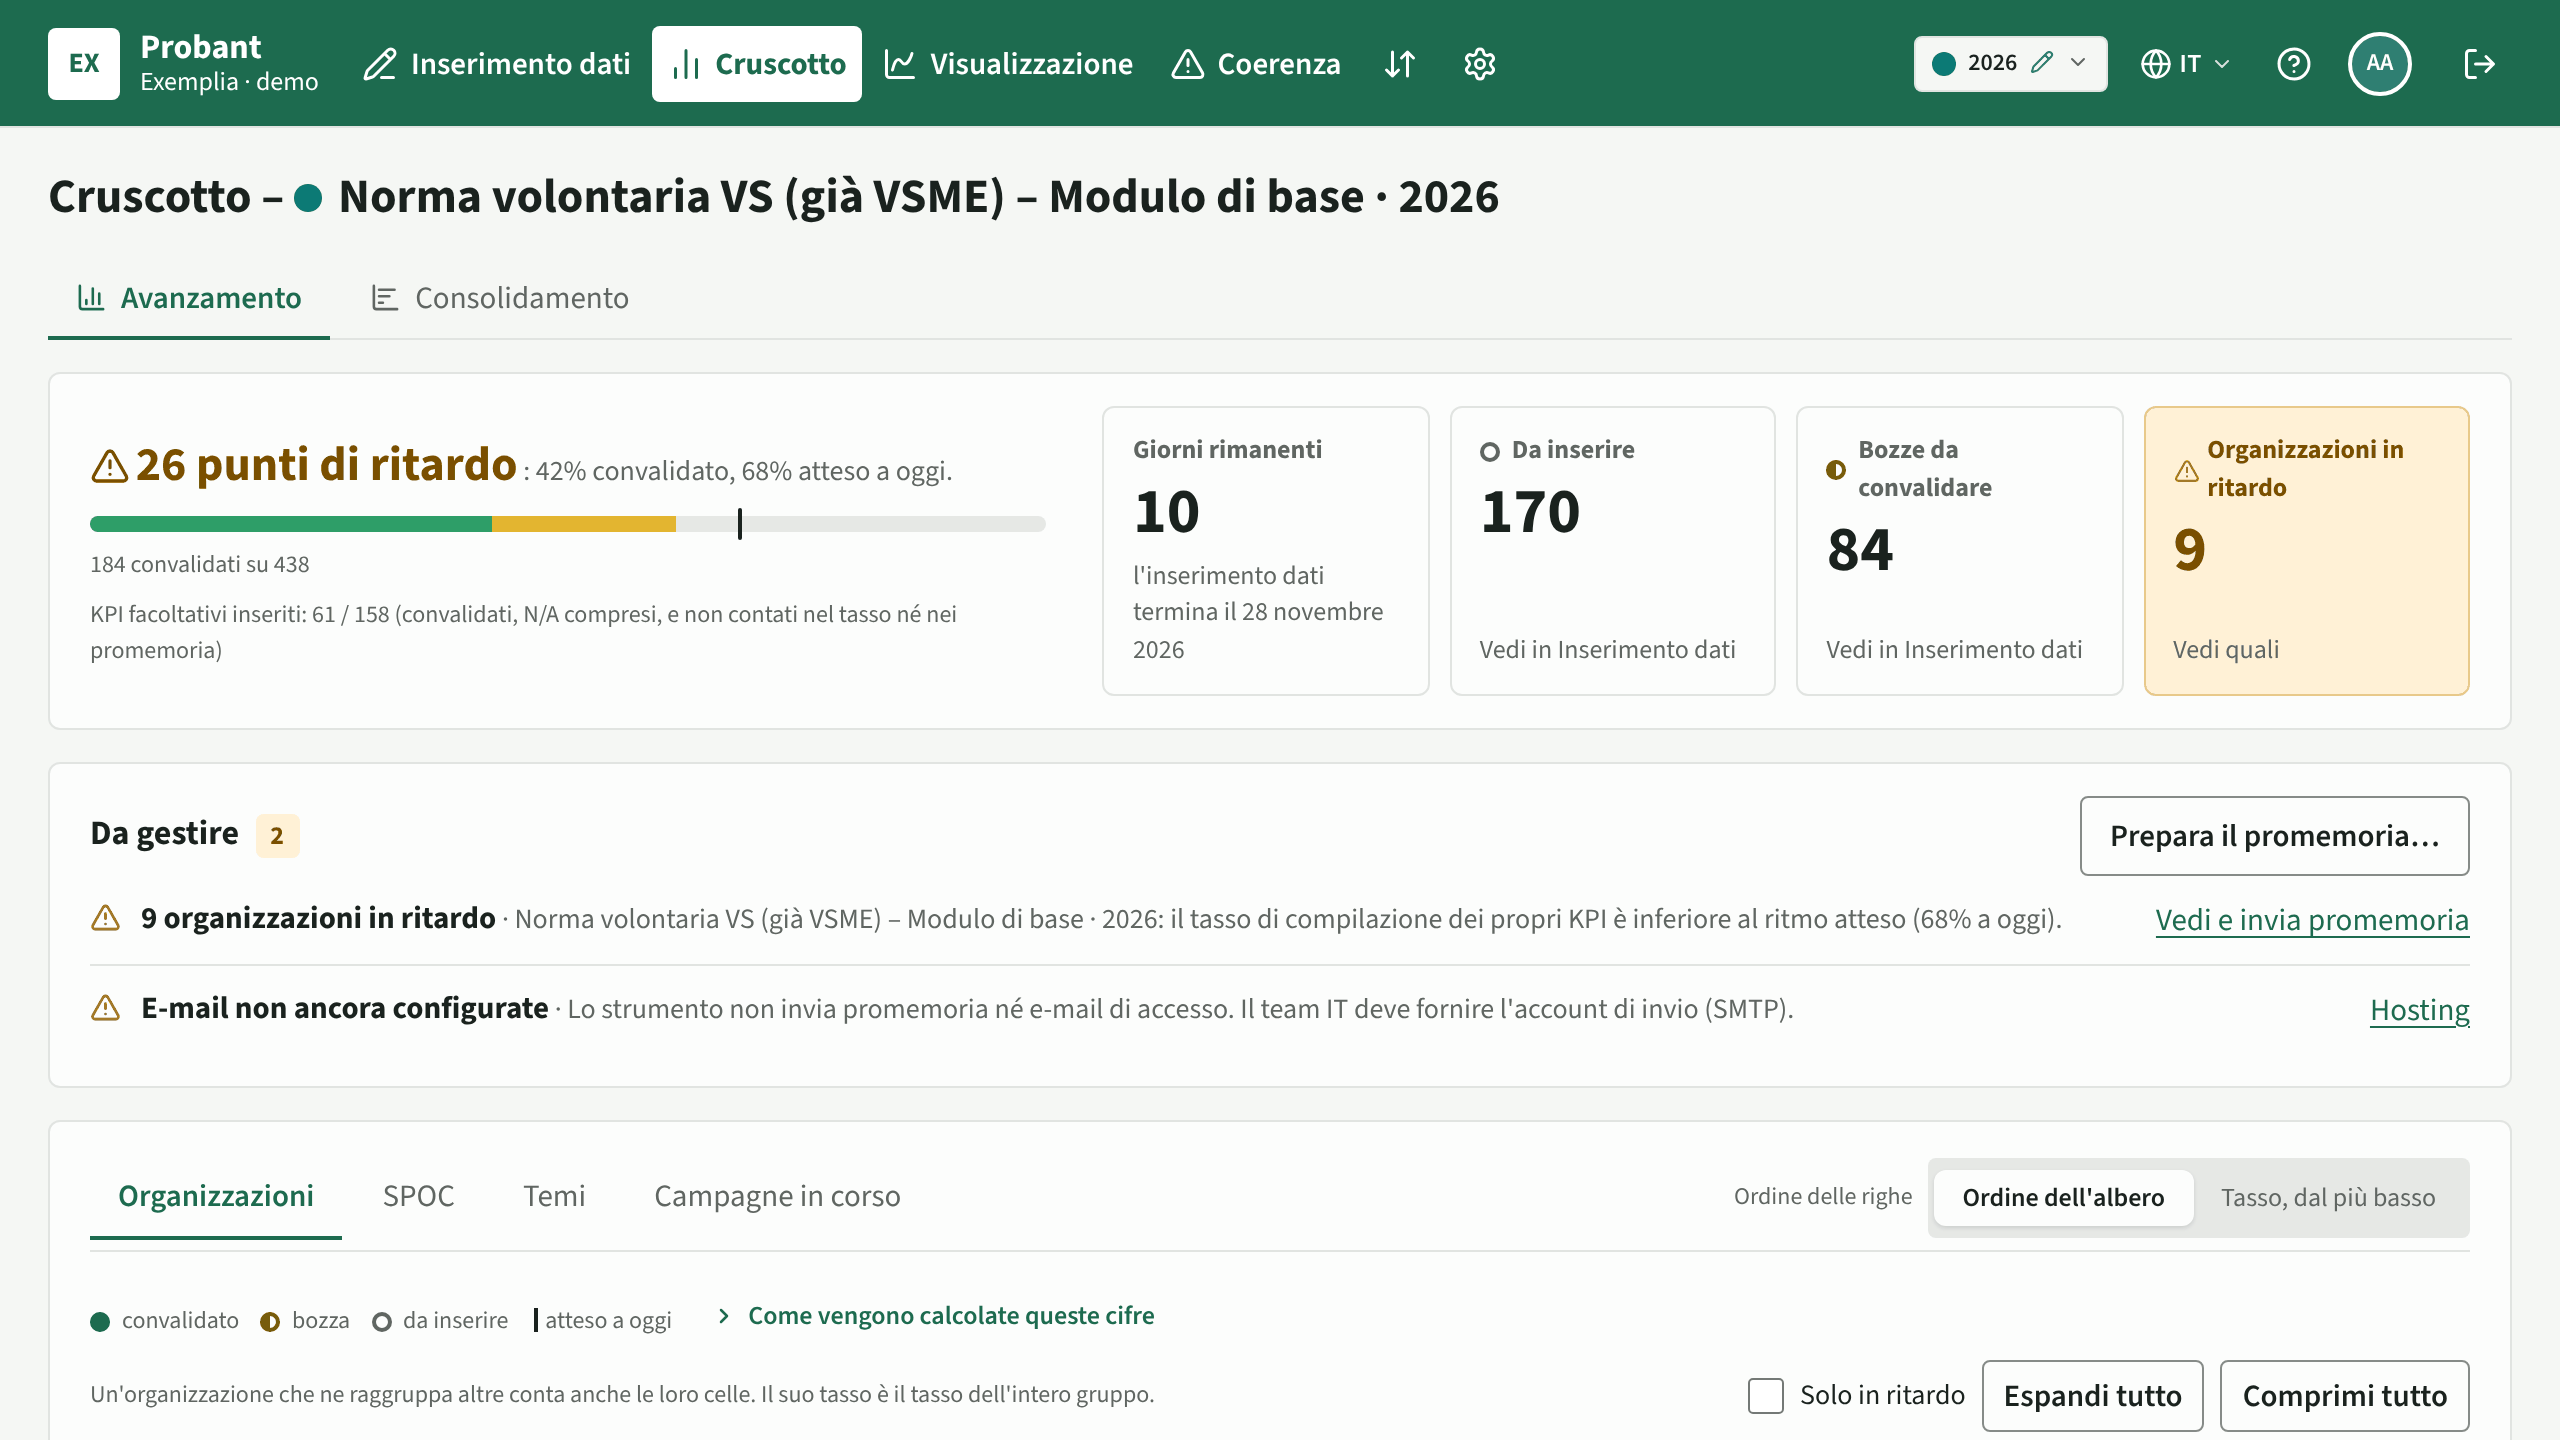 EX
Probant
Exemplia · demo
Inserimento dati
Cruscotto
Visualizzazione
Coerenza
2026
IT
AA
Cruscotto – Norma volontaria VS (già VSME) – Modulo di base · 2026
Avanzamento
Consolidamento
26 punti di ritardo : 42% convalidato, 68% atteso a oggi.
184 convalidati su 438
KPI facoltativi inseriti: 61 / 158 (convalidati, N/A compresi, e non contati nel tasso né nei
promemoria)
Giorni rimanenti
10
l'inserimento dati
termina il 28 novembre
2026
Da inserire
170
Vedi in Inserimento dati
Bozze da
convalidare
84
Vedi in Inserimento dati
Organizzazioni in
ritardo
9
Vedi quali
Da gestire 2
Prepara il promemoria...
9 organizzazioni in ritardo · Norma volontaria VS (già VSME) – Modulo di base · 2026: il tasso di compilazione dei propri KPI è inferiore al ritmo atteso (68% a oggi).
Vedi e invia promemoria
E-mail non ancora configurate · Lo strumento non invia promemoria né e-mail di accesso. Il team IT deve fornire l'account di invio (SMTP).
Hosting
Organizzazioni
SPOC
Temi
Campagne in corso
Ordine delle righe
Ordine dell'albero
Tasso, dal più basso
convalidato
bozza
da inserire
atteso a oggi
Come vengono calcolate queste cifre
Un'organizzazione che ne raggruppa altre conta anche le loro celle. Il suo tasso è il tasso dell'intero gruppo.
Solo in ritardo
Espandi tutto
Comprimi tutto